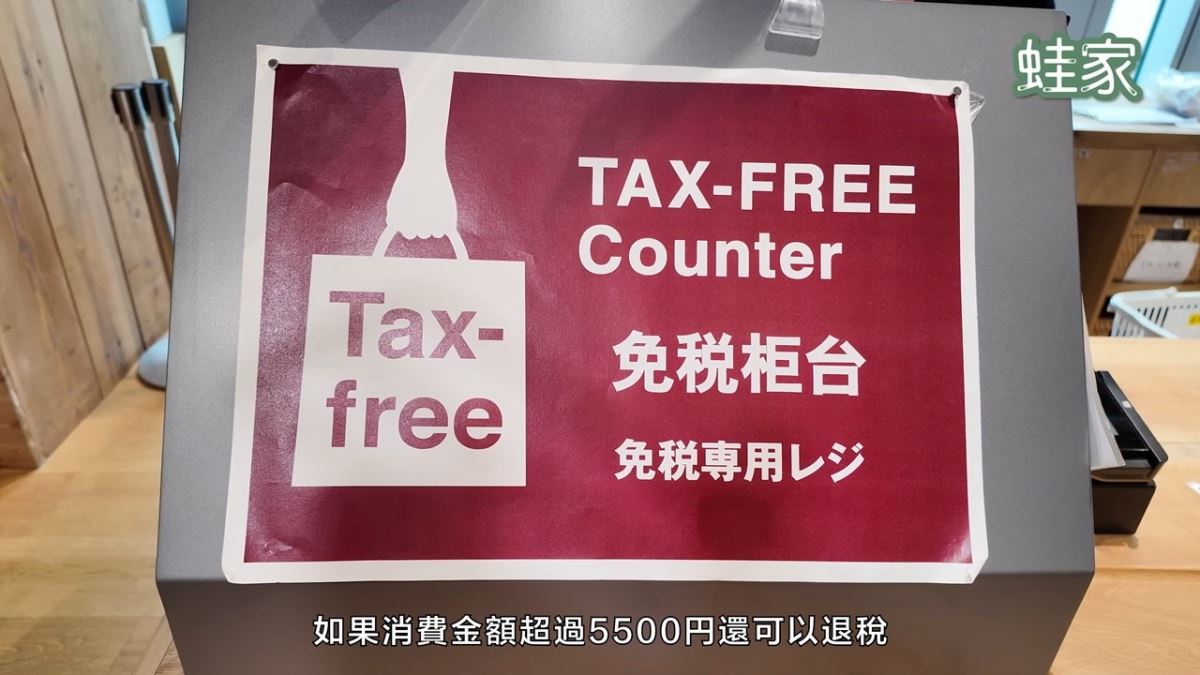 蛙家
TAX-FREE
Counter
Tax-
free
免税柜台
免税専用レジ
如果消費金額超過5500円還可以退稅